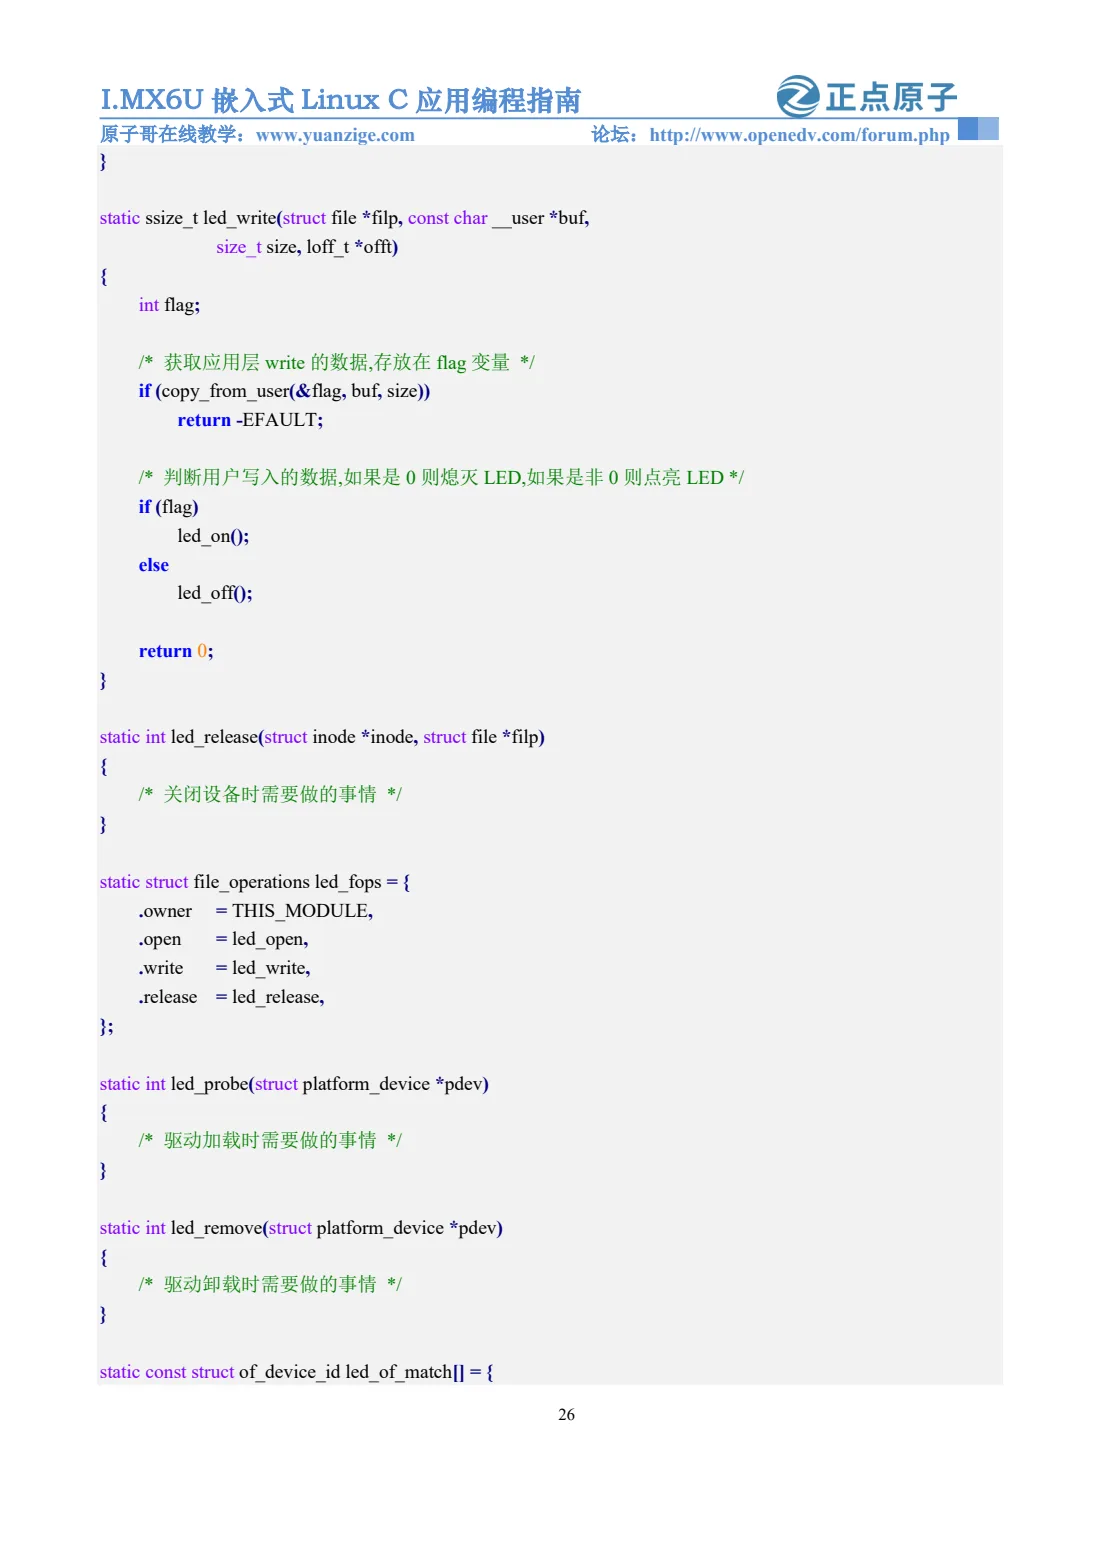 I.MX6U 嵌入式 Linux C 应用编程指南
正点原子
原子哥在线教学：www.yuanzige.com 论坛：http://www.openedv.com/forum.php
}
static ssize_t led_write(struct file *filp, const char __user *buf,
size_t size, loff_t *offt)
{
int flag;
/* 获取应用层 write 的数据,存放在 flag 变量 */
if (copy_from_user(&flag, buf, size))
return -EFAULT;
/* 判断用户写入的数据,如果是 0 则熄灭 LED,如果是非 0 则点亮 LED */
if (flag)
led_on();
else
led_off();
return 0;
}
static int led_release(struct inode *inode, struct file *filp)
{
/* 关闭设备时需要做的事情 */
}
static struct file_operations led_fops = {
.owner = THIS_MODULE,
.open = led_open,
.write = led_write,
.release = led_release,
};
static int led_probe(struct platform_device *pdev)
{
/* 驱动加载时需要做的事情 */
}
static int led_remove(struct platform_device *pdev)
{
/* 驱动卸载时需要做的事情 */
}
static const struct of_device_id led_of_match[] = {
26